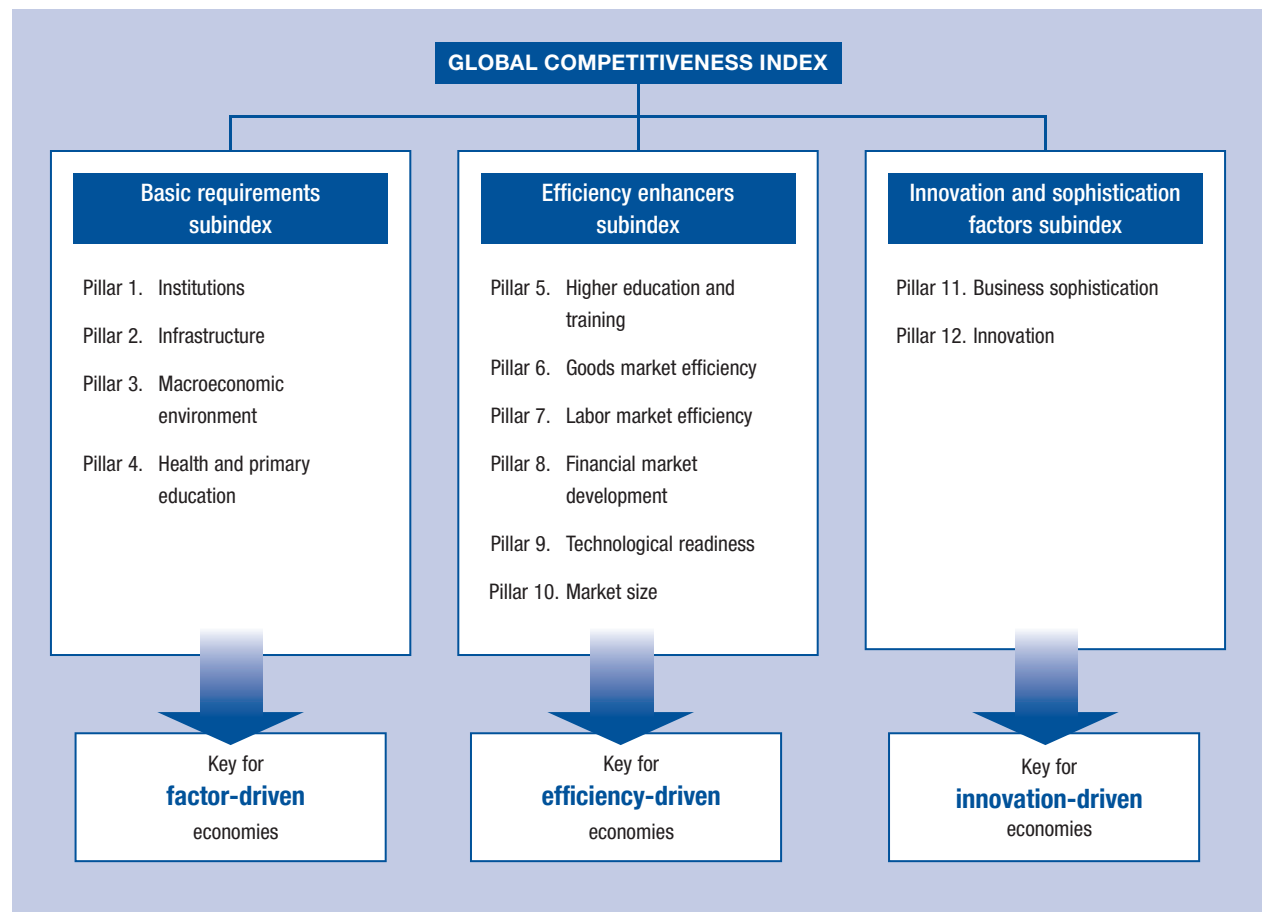 GLOBAL COMPETITIVENESS INDEX
Basic requirements
subindex
Pillar 1. Institutions
Pillar 2. Infrastructure
Pillar 3. Macroeconomic
environment
Pillar 4. Health and primary
education
Key for
factor-driven
economies
Efficiency enhancers
subindex
Pillar 5. Higher education and
training
Pillar 6. Goods market efficiency
Pillar 7. Labor market efficiency
Pillar 8. Financial market
development
Pillar 9. Technological readiness
Pillar 10. Market size
Key for
efficiency-driven
economies
Innovation and sophistication
factors subindex
Pillar 11. Business sophistication
Pillar 12. Innovation
Key for
innovation-driven
economies